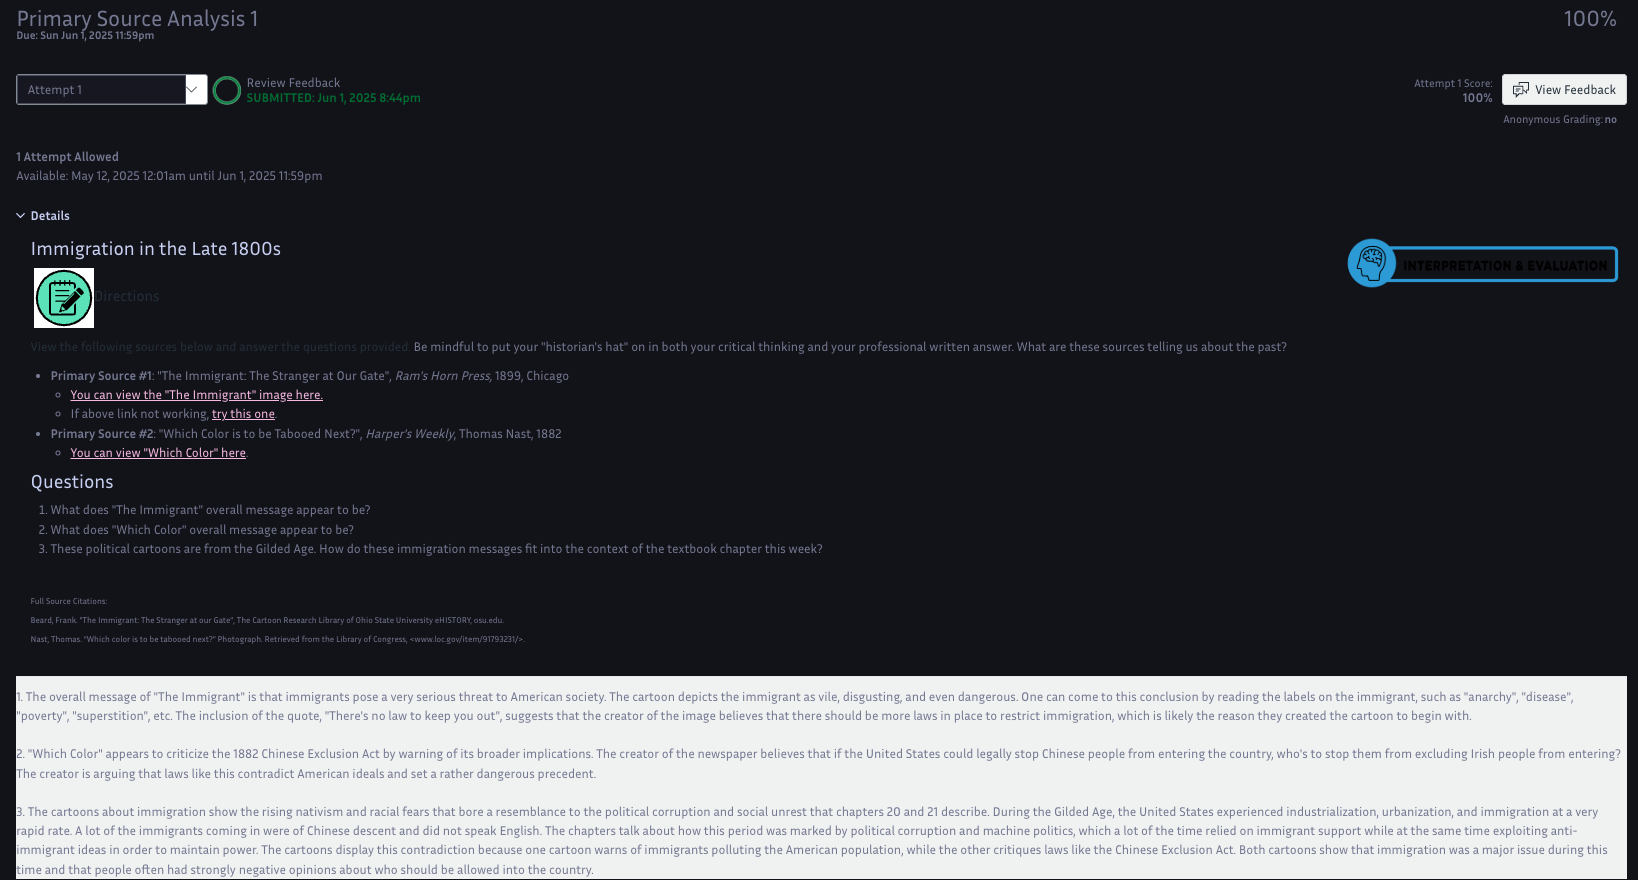 Primary Source Analysis 1
100%
Due: Sun Jun 1, 2025 11:59pm
Attempt 1
Review Feedback
SUBMITTED: Jun 1, 2025 8:44pm
Attempt 1 Score:
100%
View Feedback
Anonymous Grading: no
1 Attempt Allowed
Available: May 12, 2025 12:01am until Jun 1, 2025 11:59pm
Details
Immigration in the Late 1800s
INTERPRETATION & EVALUATION
Directions
View the following sources below and answer the questions provided. Be mindful to put your "historian's hat" on in both your critical thinking and your professional written answer. What are these sources telling us about the past?
• Primary Source #1: "The Immigrant: The Stranger at Our Gate", Ram's Horn Press, 1899, Chicago
◦ You can view the "The Immigrant" image here.
◦ If above link not working, try this one.
• Primary Source #2: "Which Color is to be Tabooed Next?", Harper's Weekly, Thomas Nast, 1882
◦ You can view "Which Color" here.
Questions
1. What does "The Immigrant" overall message appear to be?
2. What does "Which Color" overall message appear to be?
3. These political cartoons are from the Gilded Age. How do these immigration messages fit into the context of the textbook chapter this week?
Full Source Citations:
Beard, Frank. "The Immigrant: The Stranger at our Gate", The Cartoon Research Library of Ohio State University eHISTORY, osu.edu.
Nast, Thomas. "Which color is to be tabooed next?" Photograph. Retrieved from the Library of Congress, <www.loc.gov/item/91793231/>.
1. The overall message of "The Immigrant" is that immigrants pose a very serious threat to American society. The cartoon depicts the immigrant as vile, disgusting, and even dangerous. One can come to this conclusion by reading the labels on the immigrant, such as "anarchy", "disease",
"poverty", "superstition", etc. The inclusion of the quote, "There's no law to keep you out", suggests that the creator of the image believes that there should be more laws in place to restrict immigration, which is likely the reason they created the cartoon to begin with.
2. "Which Color" appears to criticize the 1882 Chinese Exclusion Act by warning of its broader implications. The creator of the newspaper believes that if the United States could legally stop Chinese people from entering the country, who's to stop them from excluding Irish people from entering?
The creator is arguing that laws like this contradict American ideals and set a rather dangerous precedent.
3. The cartoons about immigration show the rising nativism and racial fears that bore a resemblance to the political corruption and social unrest that chapters 20 and 21 describe. During the Gilded Age, the United States experienced industrialization, urbanization, and immigration at a very
rapid rate. A lot of the immigrants coming in were of Chinese descent and did not speak English. The chapters talk about how this period was marked by political corruption and machine politics, which a lot of the time relied on immigrant support while at the same time exploiting anti-
immigrant ideas in order to maintain power. The cartoons display this contradiction because one cartoon warns of immigrants polluting the American population, while the other critiques laws like the Chinese Exclusion Act. Both cartoons show that immigration was a major issue during this
time and that people often had strongly negative opinions about who should be allowed into the country.